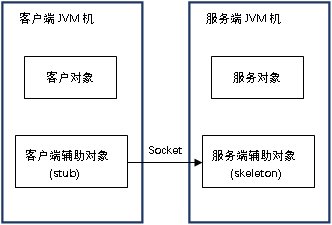 客户端 JVM 机
服务端 JVM 机
客户对象
服务对象
客户端辅助对象
(stub)
Socket
服务端辅助对象
(skeleton)